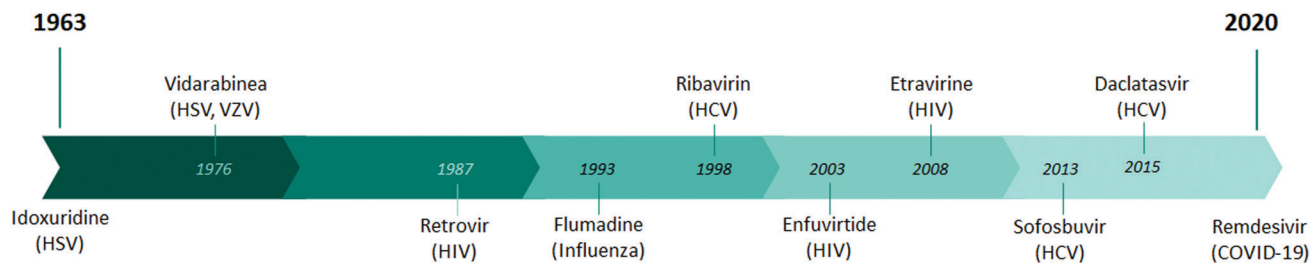 1963
2020
Vidarabinea
(HSV, VZV)
Ribavirin
(HCV)
Etravirine
(HIV)
Daclatasvir
(HCV)
1976
1987
1993
1998
2003
2008
2013
2015
Idoxuridine
(HSV)
Retrovir
(HIV)
Flumadine
(Influenza)
Enfuvirtide
(HIV)
Sofosbuvir
(HCV)
Remdesivir
(COVID-19)